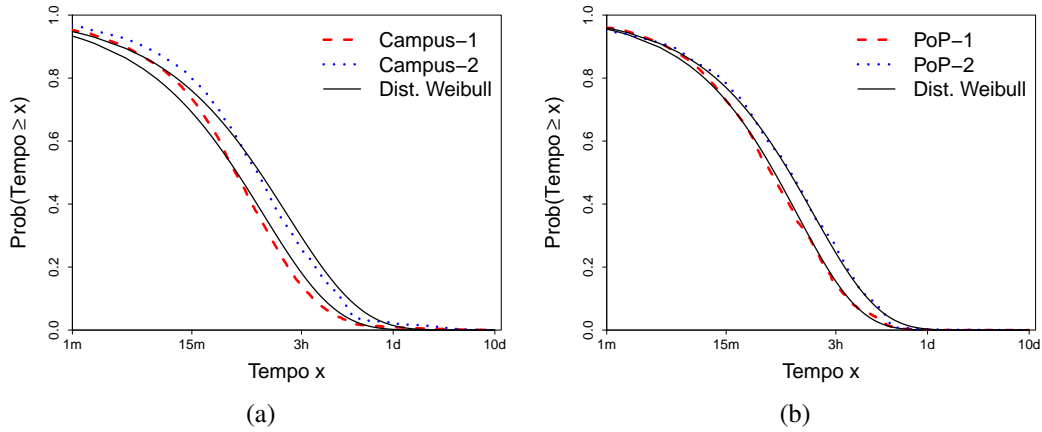 Prob(Tempo ≥ x)
1.0
0.8
0.6
0.4
0.2
0.0
Campus−1
Campus−2
Dist. Weibull
1m
15m
3h
1d
10d
Tempo x
(a)
Prob(Tempo ≥ x)
1.0
0.8
0.6
0.4
0.2
0.0
PoP−1
PoP−2
Dist. Weibull
1m
15m
3h
1d
10d
Tempo x
(b)